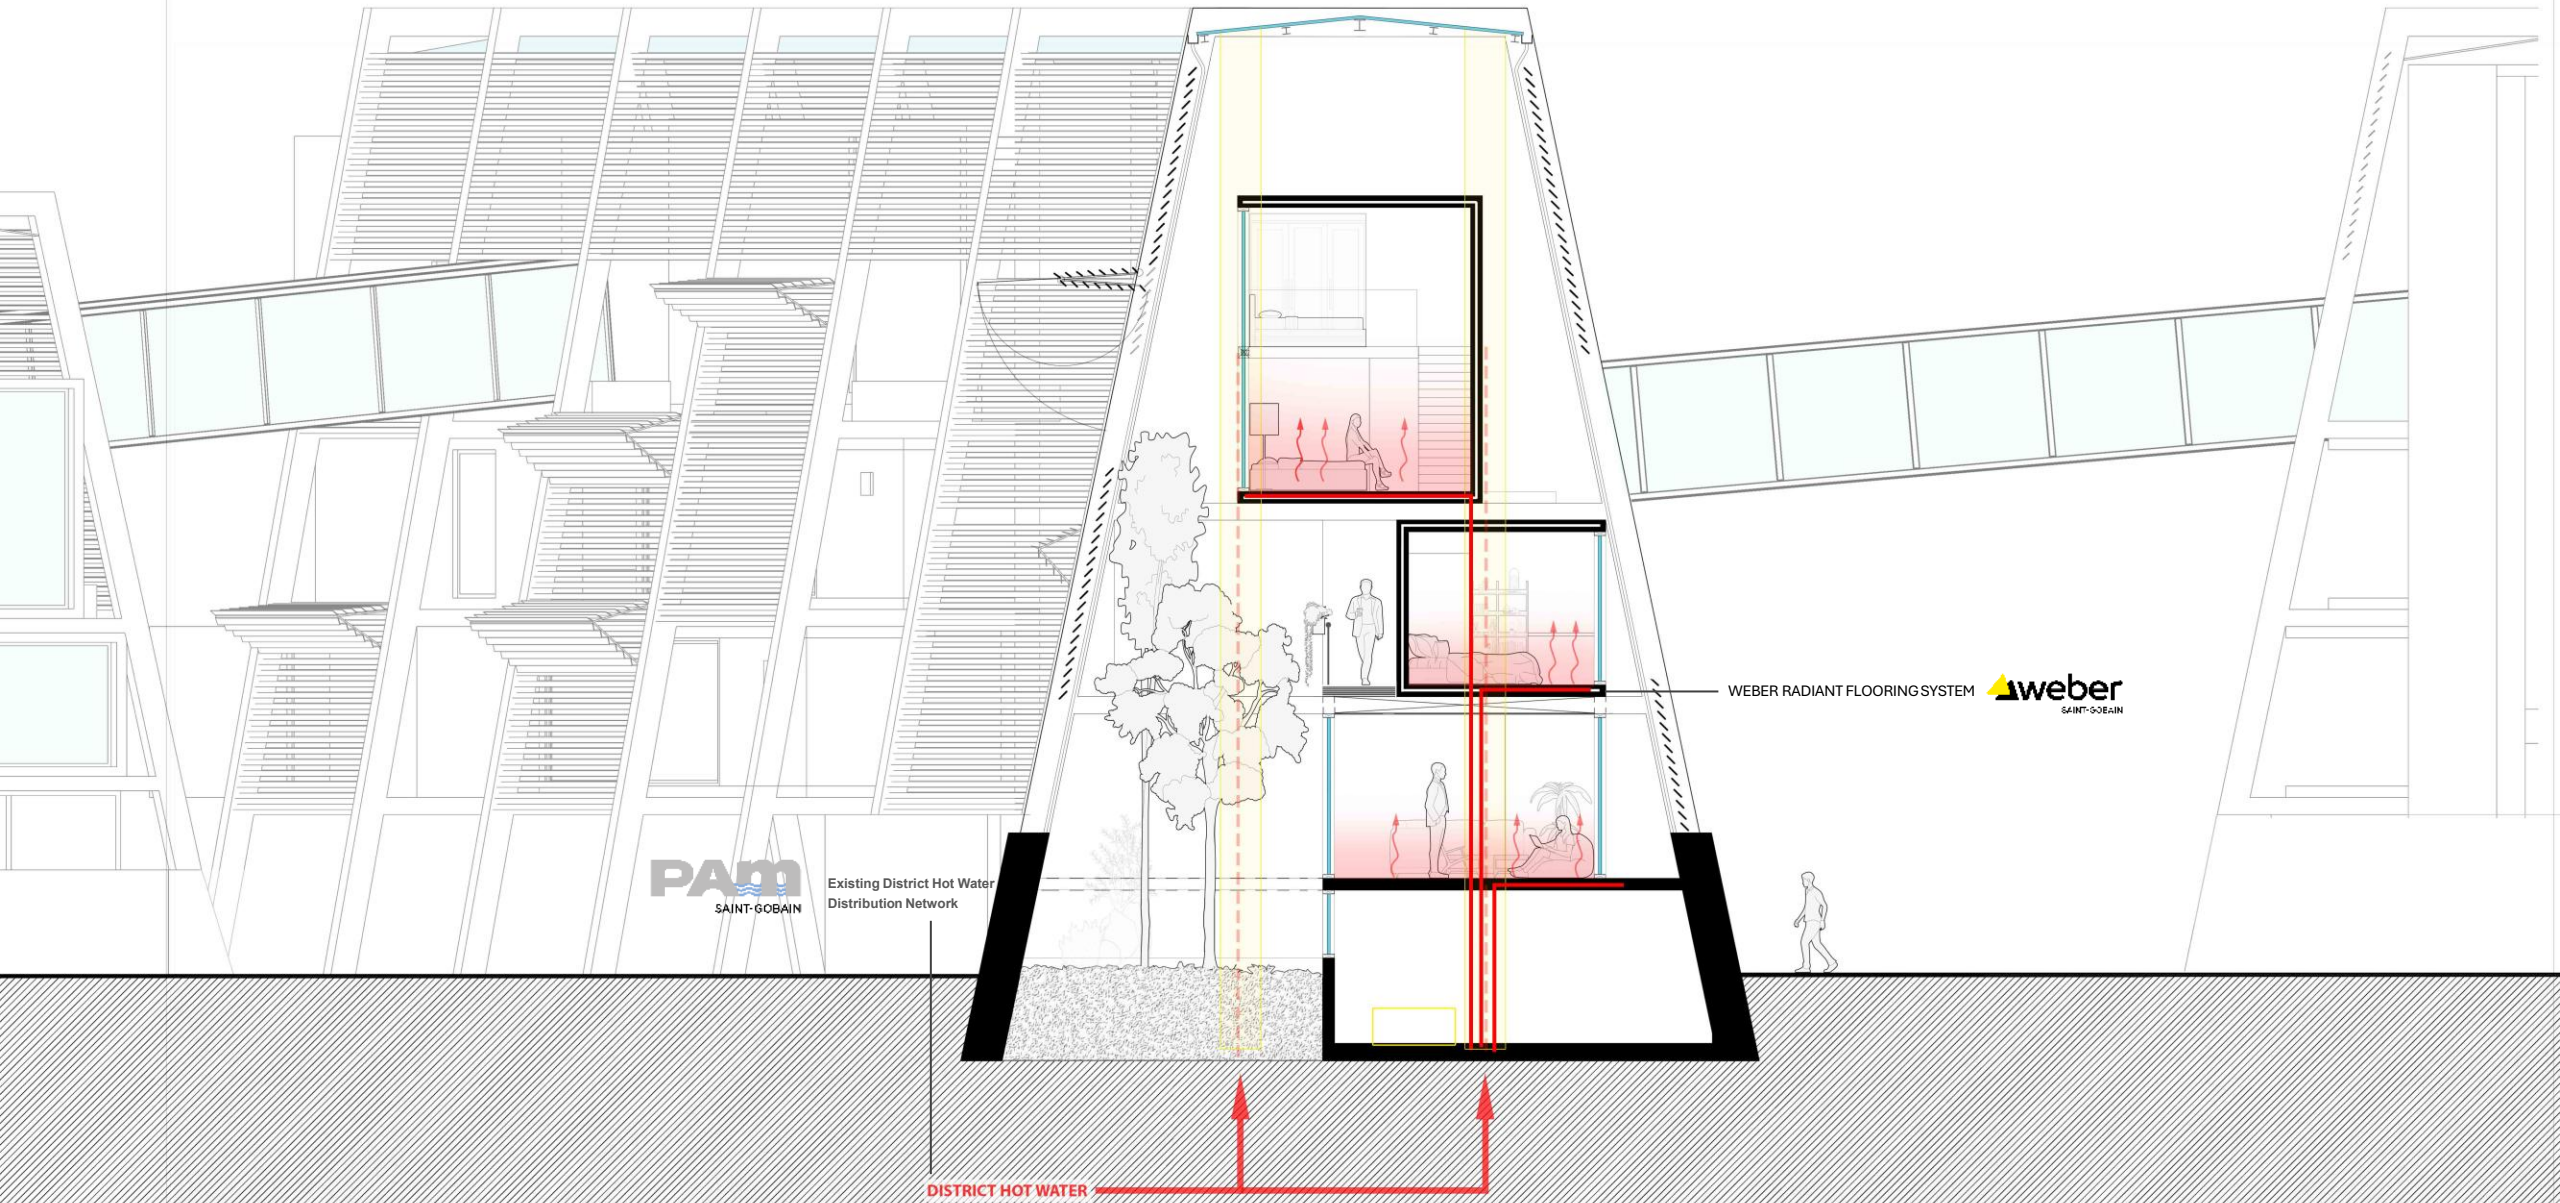 WEBER RADIANT FLOORING SYSTEM
weber
SAINT-GOBAIN
PAM
SAINT-GOBAIN
Existing District Hot Water
Distribution Network
DISTRICT HOT WATER